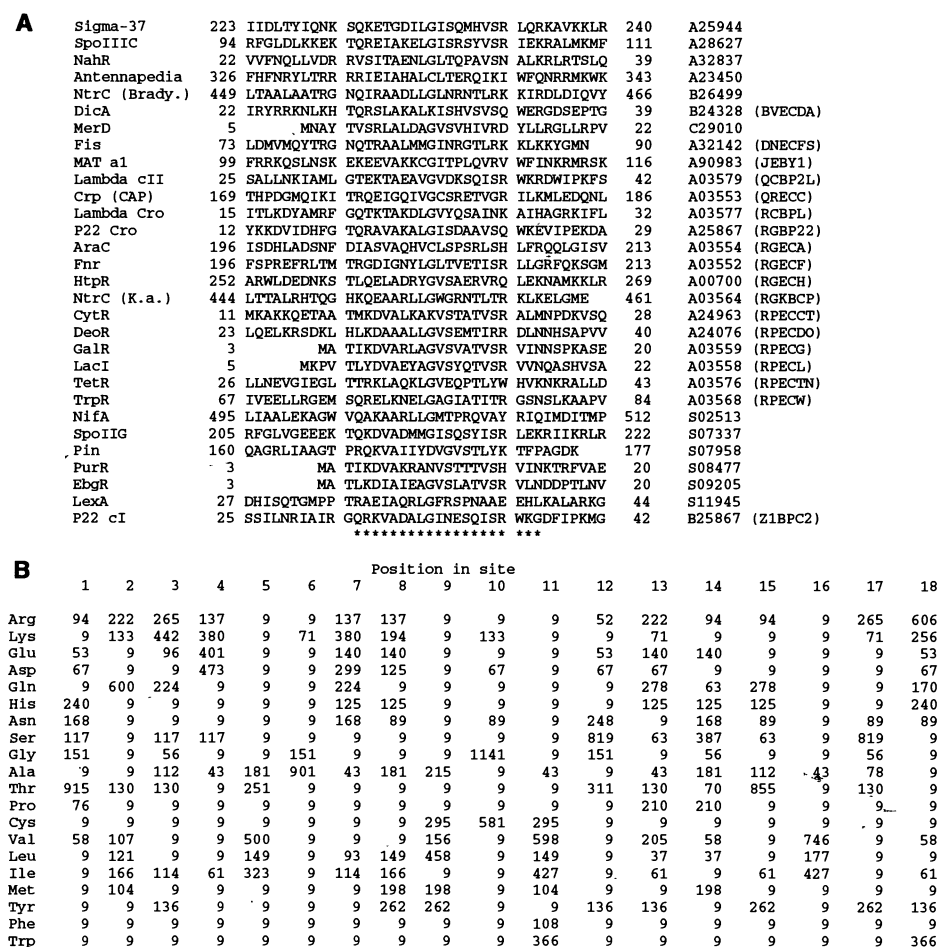 A
Sigma-37 223 IIDLTYIQNK SQKETGDILGISQMHVSR LQRKAVKKLR 240 A25944
SpoIIIC 94 RFGLDLKKEK TQREIAKELGISRSYVSR IEKRALMKMF 111 A28627
NahR 22 VVFNQLLVDR RVSITAENLGLTQPAVSN ALKRLRTSLQ 39 A32837
Antennapedia 326 FHFNRYLTRR RRIEIAHALCLTERQIKI WFQNRRMKWK 343 A23450
NtrC (Brady.) 449 LTAALAATRG NQIRAADLLGLNRNTLRK KIRDLDIQVY 466 B26499
DicA 22 IRYRRKNLKH TQRSLAKALKISHVSVSQ WERGDSEPTG 39 B24328 (BVECDA)
MerD 5 MNAY TVSRLALDAGVSVHIVRD YLLRGLLRPV 22 C29010
Fis 73 LDMVMQYTRG NQTRAALMMGINRGTLRK KLKKYGMN 90 A32142 (DNECFS)
MAT a1 99 FRRKQSLNSK EKEEVAKKCGITPLQVRV WFINKRMRSK 116 A90983 (JEBY1)
Lambda cII 25 SALLNKIAML GTEKTAEAVGVDKSQISR WKRDWIPKFS 42 A03579 (QCBP2L)
Crp (CAP) 169 THPDGMQIKI TRQEIGQIVGCSRETVGR ILKMLEDQNL 186 A03553 (QRECC)
Lambda Cro 15 ITLKDYAMRF GQTKTAKDLGVYQSAINK AIHAGRKIFL 32 A03577 (RCBPL)
P22 Cro 12 YKKDVIDHFG TQRAVAKALGISDAAVSQ WKEVIPEKDA 29 A25867 (RGBP22)
AraC 196 ISDHLADSNF DIASVAQHVCLSPSRLSH LFRQQLGISV 213 A03554 (RGECA)
Fnr 196 FSPREFRLTM TRGDIGNYLGLTVETISR LLGRFQKSGM 213 A03552 (RGECF)
HtpR 252 ARWLDEDNKS TLQELADRYGVSAERVRQ LEKNAMKKLR 269 A00700 (RGECH)
NtrC (K.a.) 444 LTTALRHTQG HKQEAARLLGWGRNTLTR KLKELGME 461 A03564 (RGKBCP)
CytR 11 MKAKKQETAA TMKDVALKAKVSTATVSR ALMNPDKVSQ 28 A24963 (RPECCT)
DeoR 23 LQELKRSDKL HLKDAAALLGVSEMTIRR DLNNHSAPVV 40 A24076 (RPECDO)
GalR 3 MA TIKDVARLAGVSVATVSR VINNSPKASE 20 A03559 (RPECG)
LacI 5 MKPV TLYDVAEYAGVSYQTVSR VVNQASHVSA 22 A03558 (RPECL)
TetR 26 LLNEVGIEGL TTRKLAQKLGVEQPTLYW HVKNKRALLD 43 A03576 (RPECTN)
TrpR 67 IVEELLRGEM SQRELKNELGAGIATITR GSNSLKAAPV 84 A03568 (RPECW)
NifA 495 LIAALEKAGW VQAKAARLLGMTPRQVAY RIQIMDITMP 512 S02513
SpoIIG 205 RFGLVGEEEK TQKDVADMMGISQSYISR LEKRIIKRLR 222 S07337
Pin 160 QAGRLIAAGT PRQKVAIIYDVGVSTLYK TFPAGDK 177 S07958
PurR 3 MA TIKDVAKRANVSTTTVSH VINKTRFVAE 20 S08477
EbgR 3 MA TLKDIAIEAGVSLATVSR VLNDDPTLNV 20 S09205
LexA 27 DHISQTGMPP TRAEIAQRLGFRSPNAAE EHLKALARKG 44 S11945
P22 cI 25 SSILNRIAIR GQRKVADALGINESQISR WKGDFIPKMG 42 B25867 (Z1BPC2)
****************** ***
B
Position in site
1 2 3 4 5 6 7 8 9 10 11 12 13 14 15 16 17 18
Arg 94 222 265 137 9 9 137 137 9 9 9 52 222 94 94 9 265 606
Lys 9 133 442 380 9 71 380 194 9 133 9 9 71 9 9 9 71 256
Glu 53 9 96 401 9 9 140 140 9 9 9 53 140 140 9 9 9 53
Asp 67 9 9 473 9 9 299 125 9 67 9 67 67 9 9 9 9 67
Gln 9 600 224 9 9 9 224 9 9 9 9 9 278 63 278 9 9 170
His 240 9 9 9 9 9 125 125 9 9 9 9 125 125 125 9 9 240
Asn 168 9 9 9 9 9 168 89 9 89 9 248 9 168 89 9 89 89
Ser 117 9 117 117 9 9 9 9 9 9 9 819 63 387 63 9 819 9
Gly 151 9 56 9 9 151 9 9 9 1141 9 151 9 56 9 9 56 9
Ala 9 9 112 43 181 901 43 181 215 9 43 9 43 181 112 43 78 9
Thr 915 130 130 9 251 9 9 9 9 9 9 311 130 70 855 9 130 9
Pro 76 9 9 9 9 9 9 9 9 9 9 9 210 210 9 9 9 9
Cys 9 9 9 9 9 9 9 9 295 581 295 9 9 9 9 9 9 9
Val 58 107 9 9 500 9 9 9 156 9 598 9 205 58 9 746 9 58
Leu 9 121 9 9 149 9 93 149 458 9 149 9 37 37 9 177 9 9
Ile 9 166 114 61 323 9 114 166 9 9 427 9 61 9 61 427 9 61
Met 9 104 9 9 9 9 9 198 198 9 104 9 9 198 9 9 9 9
Tyr 9 9 136 9 9 9 9 262 262 9 9 136 136 9 262 9 262 136
Phe 9 9 9 9 9 9 9 9 9 9 108 9 9 9 9 9 9 9
Trp 9 9 9 9 9 9 9 9 9 9 366 9 9 9 9 9 9 366